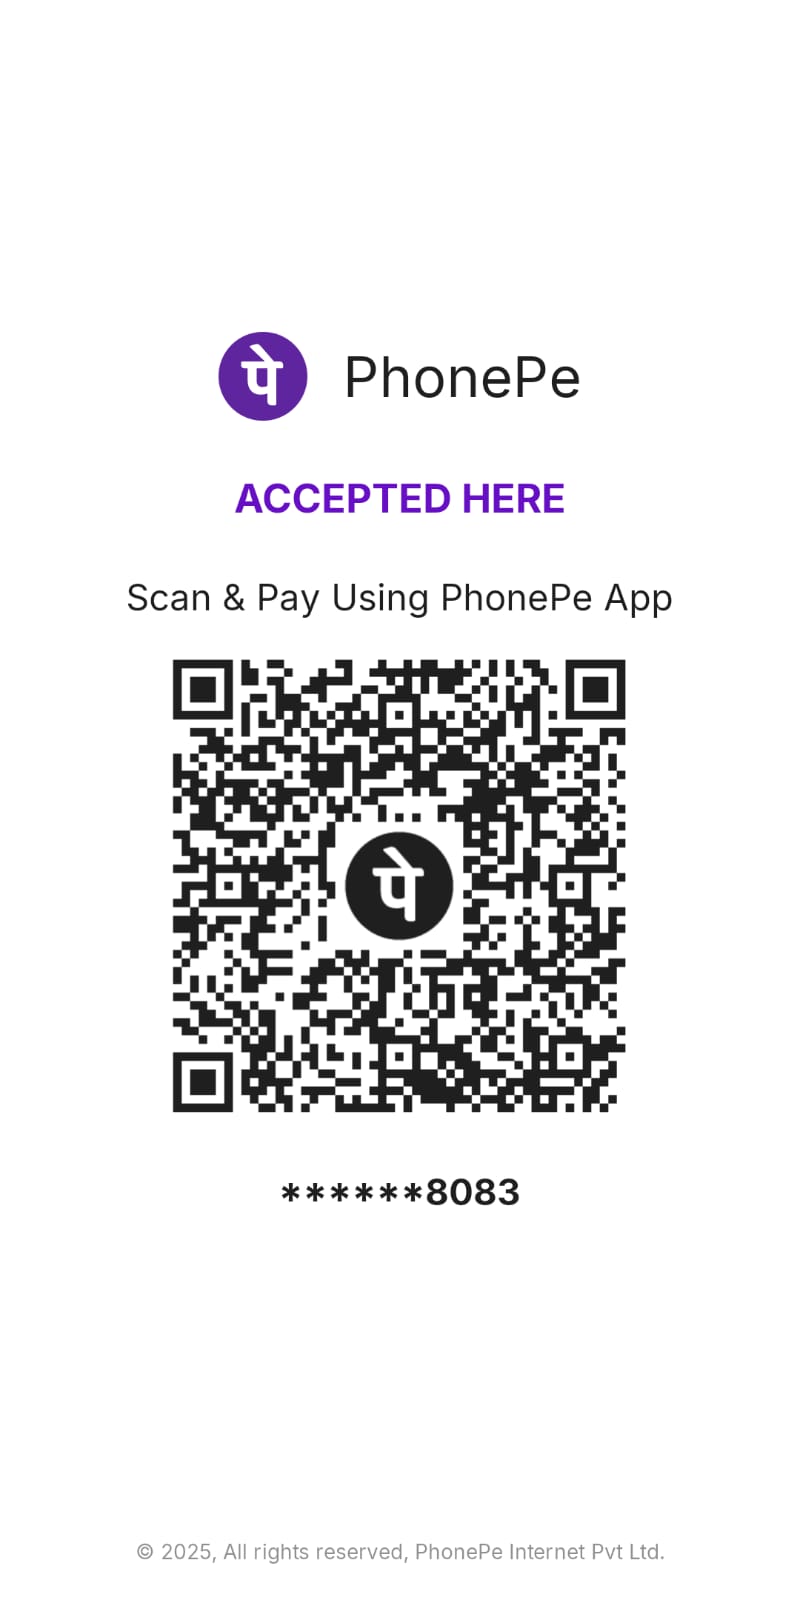 पे PhonePe
ACCEPTED HERE
Scan & Pay Using PhonePe App
पे
******8083
© 2025, All rights reserved, PhonePe Internet Pvt Ltd.